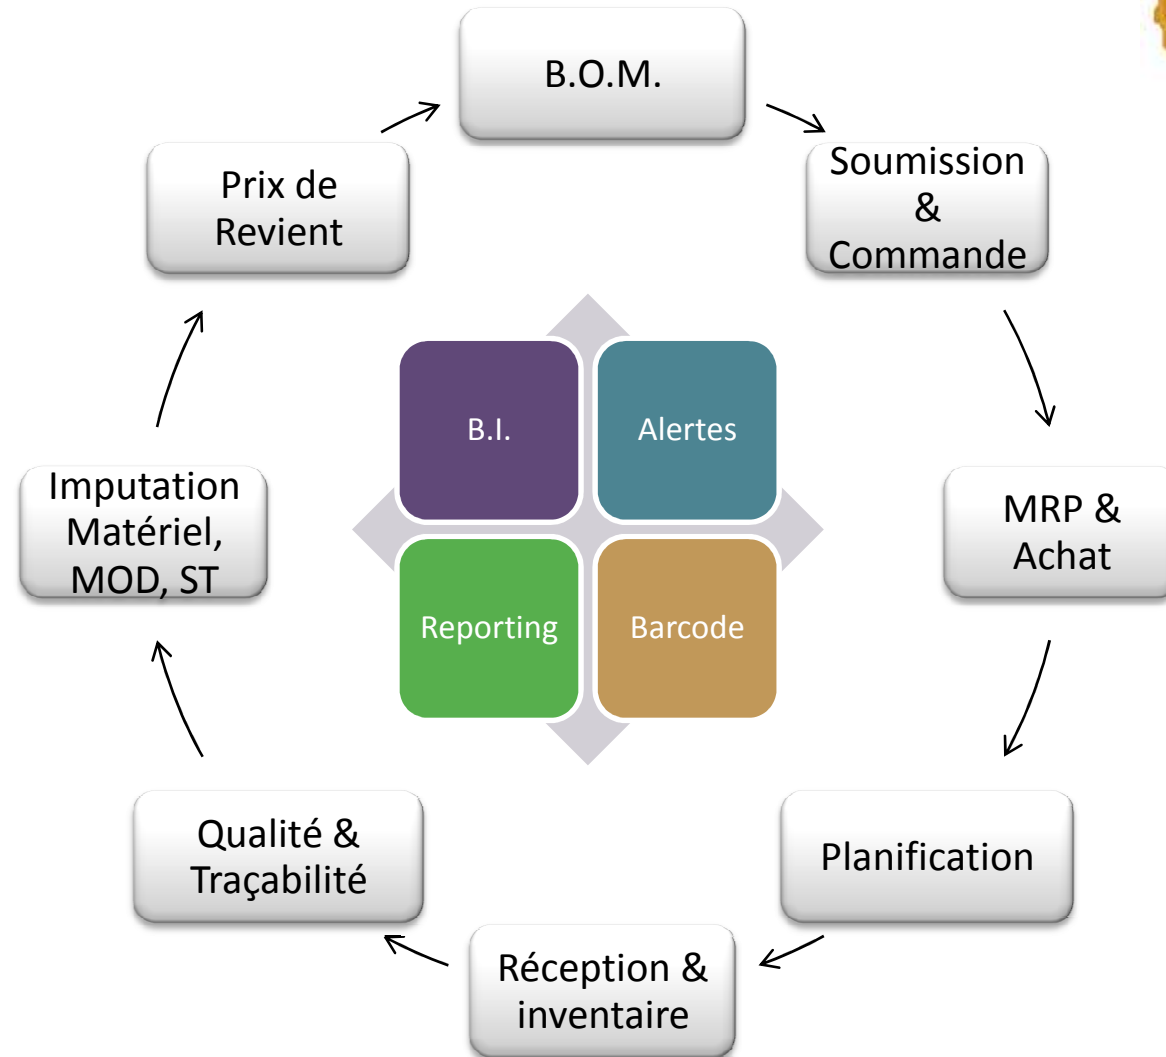 B.O.M.
Soumission
&
Commande
MRP &
Achat
Planification
Réception &
inventaire
Qualité &
Traçabilité
Imputation
Matériel,
MOD, ST
Prix de
Revient
B.I.
Alertes
Reporting
Barcode